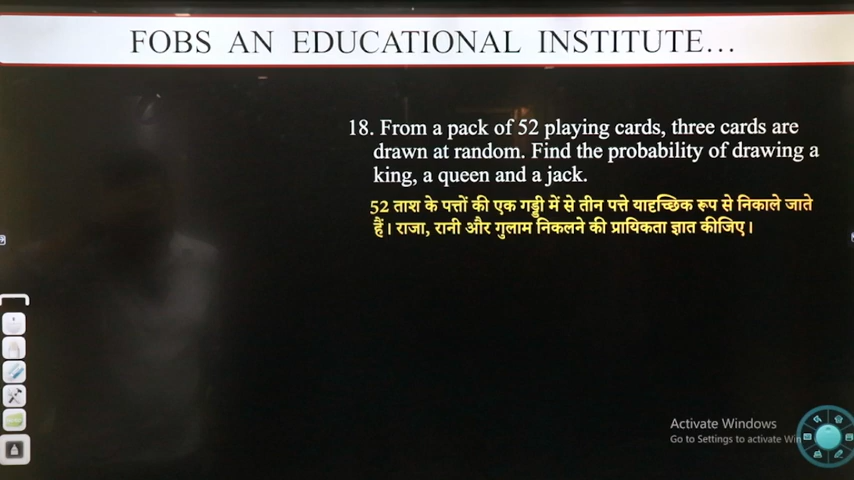 FOBS AN EDUCATIONAL INSTITUTE...
18. From a pack of 52 playing cards, three cards are
drawn at random. Find the probability of drawing a
king, a queen and a jack.
52 ताश के पत्तों की एक गड्डी में से तीन पत्ते यादृच्छिक रूप से निकाले जाते
हैं। राजा, रानी और गुलाम निकलने की प्रायिकता ज्ञात कीजिए।
Activate Windows
Go to Settings to activate Win